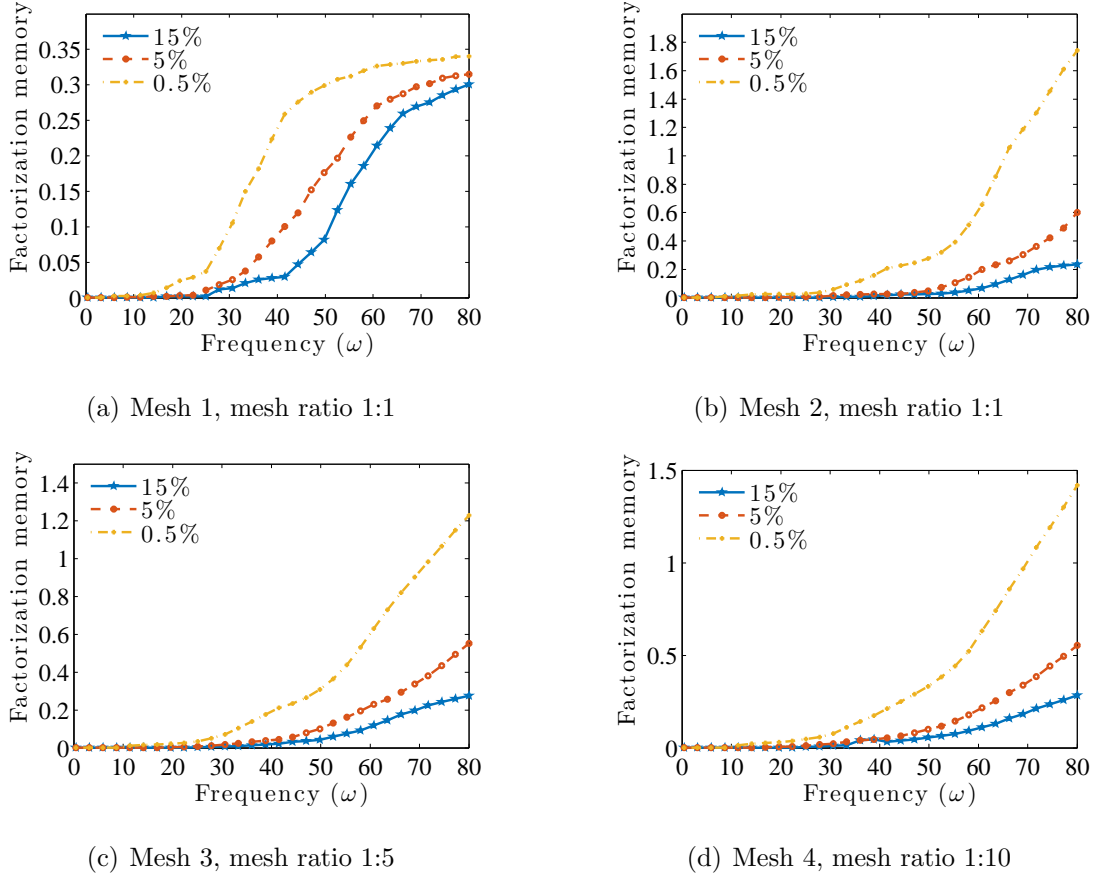 Factorization memory
0.35
0.3
0.25
0.2
0.15
0.1
0.05
0
15%
5%
0.5%
0 10 20 30 40 50 60 70 80
Frequency (ω)
(a) Mesh 1, mesh ratio 1:1
Factorization memory
1.8
1.6
1.4
1.2
1.0
0.8
0.6
0.4
0.2
0.0
15%
5%
0.5%
0 10 20 30 40 50 60 70 80
Frequency (ω)
(b) Mesh 2, mesh ratio 1:1
Factorization memory
1.4
1.2
1
0.8
0.6
0.4
0.2
0
15%
5%
0.5%
0 10 20 30 40 50 60 70 80
Frequency (ω)
(c) Mesh 3, mesh ratio 1:5
Factorization memory
1.5
1
0.5
0
15%
5%
0.5%
0 10 20 30 40 50 60 70 80
Frequency (ω)
(d) Mesh 4, mesh ratio 1:10